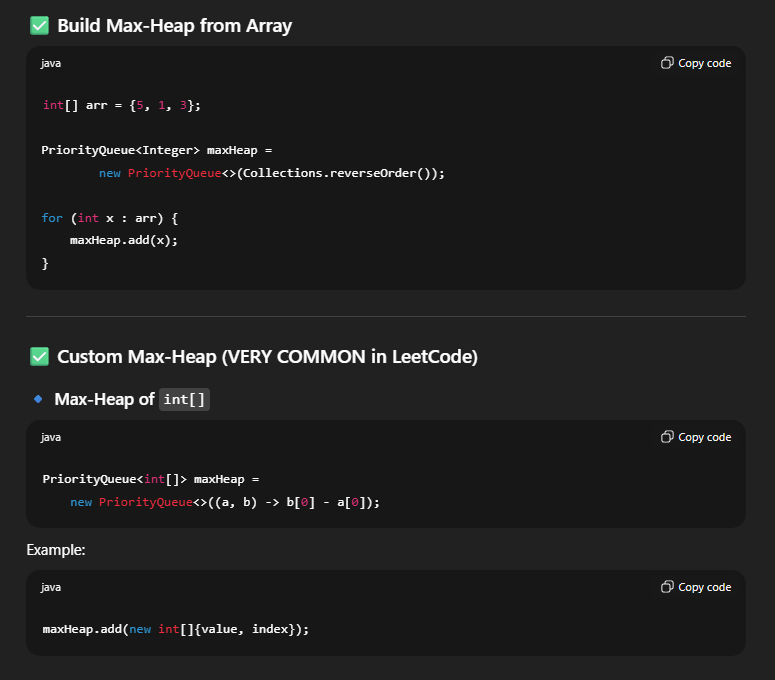 ✅ Build Max-Heap from Array
java
Copy code
int[] arr = {5, 1, 3};
PriorityQueue<Integer> maxHeap =
        new PriorityQueue<>(Collections.reverseOrder());
for (int x : arr) {
    maxHeap.add(x);
}
✅ Custom Max-Heap (VERY COMMON in LeetCode)
🔹 Max-Heap of int[]
java
Copy code
PriorityQueue<int[]> maxHeap =
    new PriorityQueue<>((a, b) -> b[0] - a[0]);
Example:
java
Copy code
maxHeap.add(new int[]{value, index});